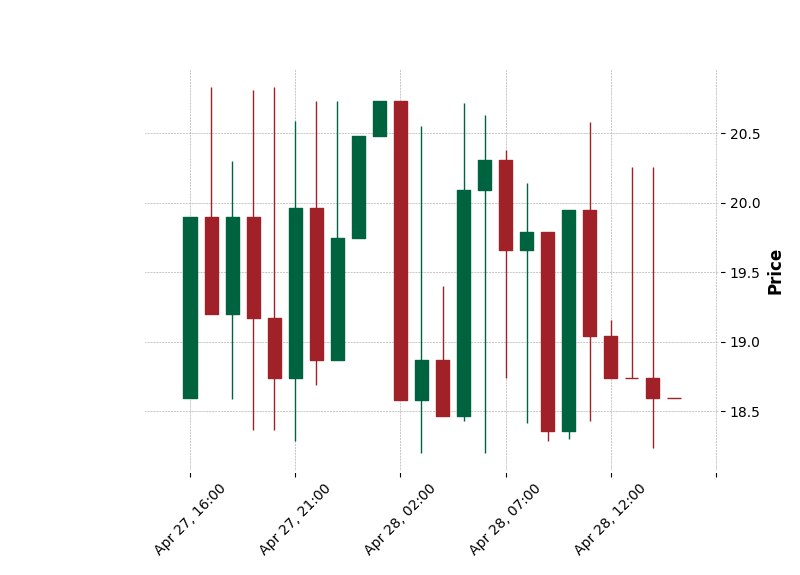 20.5
20.0
19.5
19.0
18.5
Price
Apr 27, 16:00
Apr 27, 21:00
Apr 28, 02:00
Apr 28, 07:00
Apr 28, 12:00